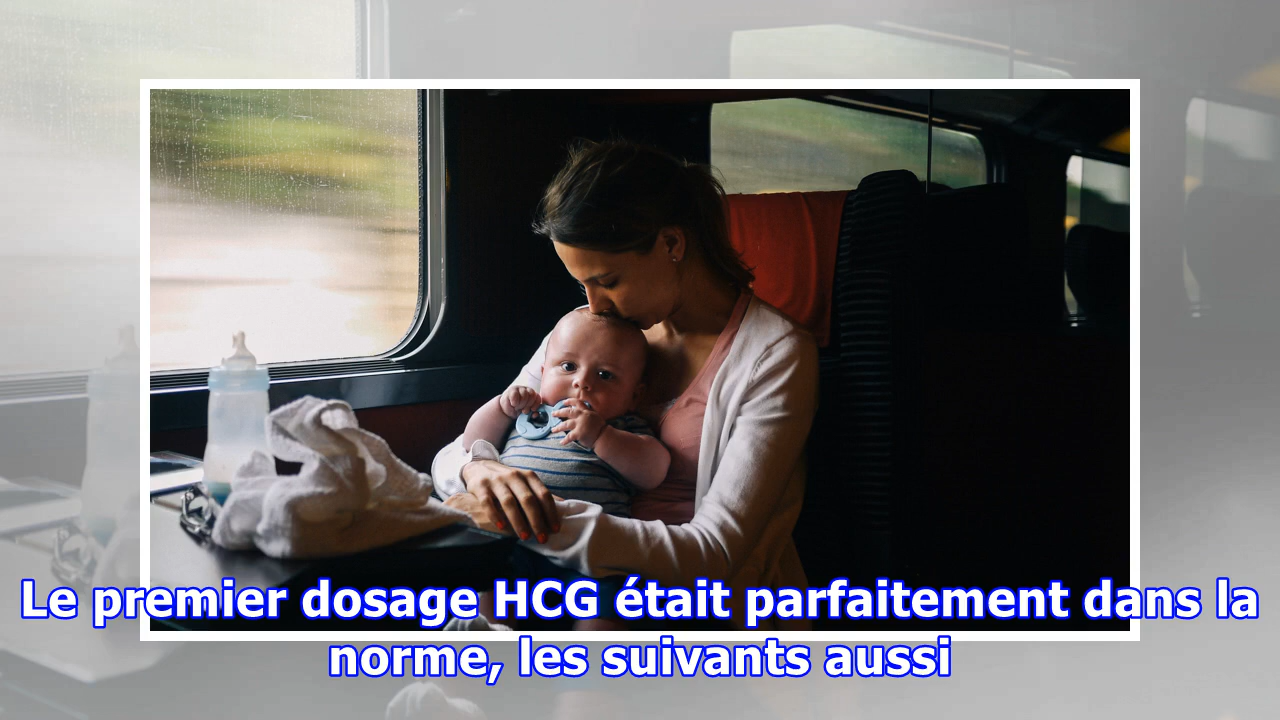 Le premier dosage HCG était parfaitement dans la
norme, les suivants aussi